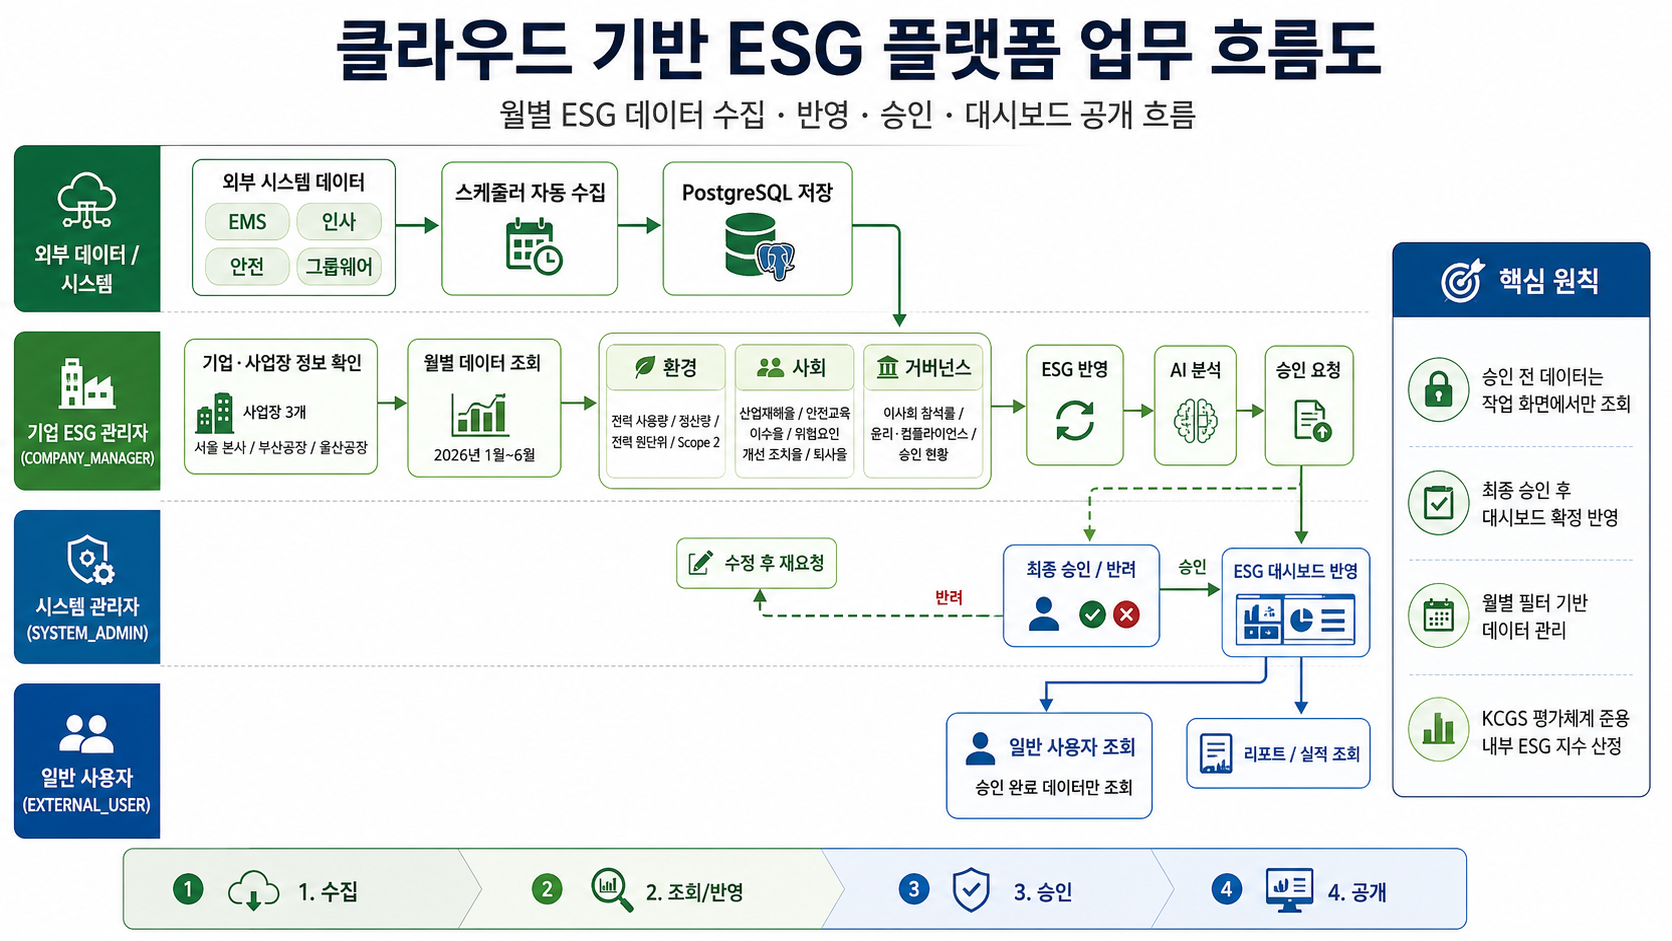 클라우드 기반 ESG 플랫폼 업무 흐름도
월별 ESG 데이터 수집 · 반영 · 승인 · 대시보드 공개 흐름
외부 데이터 /
시스템
외부 시스템 데이터
EMS
인사
안전
그룹웨어
스케줄러 자동 수집
PostgreSQL 저장
기업 ESG 관리자
(COMPANY_MANAGER)
기업 · 사업장 정보 확인
사업장 3개
서울 본사 / 부산공장 / 울산공장
월별 데이터 조회
2026년 1월~6월
환경
전력 사용량 / 정산량 /
전력 원단위 / Scope 2
사회
산업재해율 / 안전교육
이수율 / 위험요인
개선 조치율 / 퇴사율
거버넌스
이사회 참석률 /
윤리·컴플라이언스 /
승인 현황
ESG 반영
AI 분석
승인 요청
시스템 관리자
(SYSTEM_ADMIN)
수정 후 재요청
반려
최종 승인 / 반려
승인
ESG 대시보드 반영
일반 사용자
(EXTERNAL_USER)
일반 사용자 조회
승인 완료 데이터만 조회
리포트 / 실적 조회
핵심 원칙
승인 전 데이터는
작업 화면에서만 조회
최종 승인 후
대시보드 확정 반영
월별 필터 기반
데이터 관리
KCGS 평가체계 준용
내부 ESG 지수 산정
1 1. 수집
2 2. 조회/반영
3 3. 승인
4 4. 공개